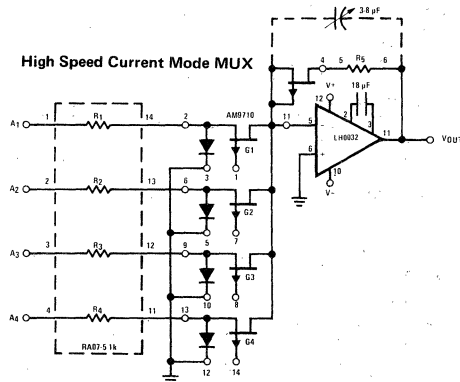 3-8 µF
High Speed Current Mode MUX
4 5 R5 6
V+
12
18 µF
2 3
AM9710
A1 1 R1 14 2 11 5 − LH0032 11 VOUT
G1
3 1
6 +
10
V−
A2 2 R2 13 6
G2
5 7
A3 3 R3 12 9
G3
10 8
A4 4 R4 11 13
G4
RA07-5 1k
12 14